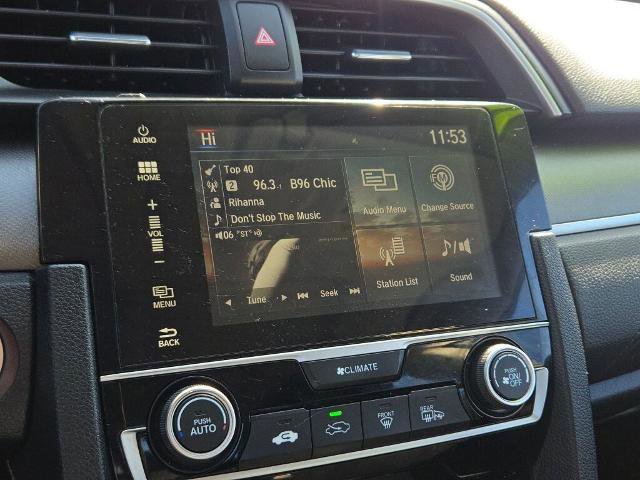 AUDIO
HOME
+
VOL
−
MENU
BACK
Hi
11:53
Top 40
2 96.3 B96 Chic
Rihanna
Don't Stop The Music
06 "ST"
Tune
Seek
Audio Menu
Change Source
FM
Station List
Sound
CLIMATE
PUSH
AUTO
FRONT
REAR
PUSH
ON/
OFF